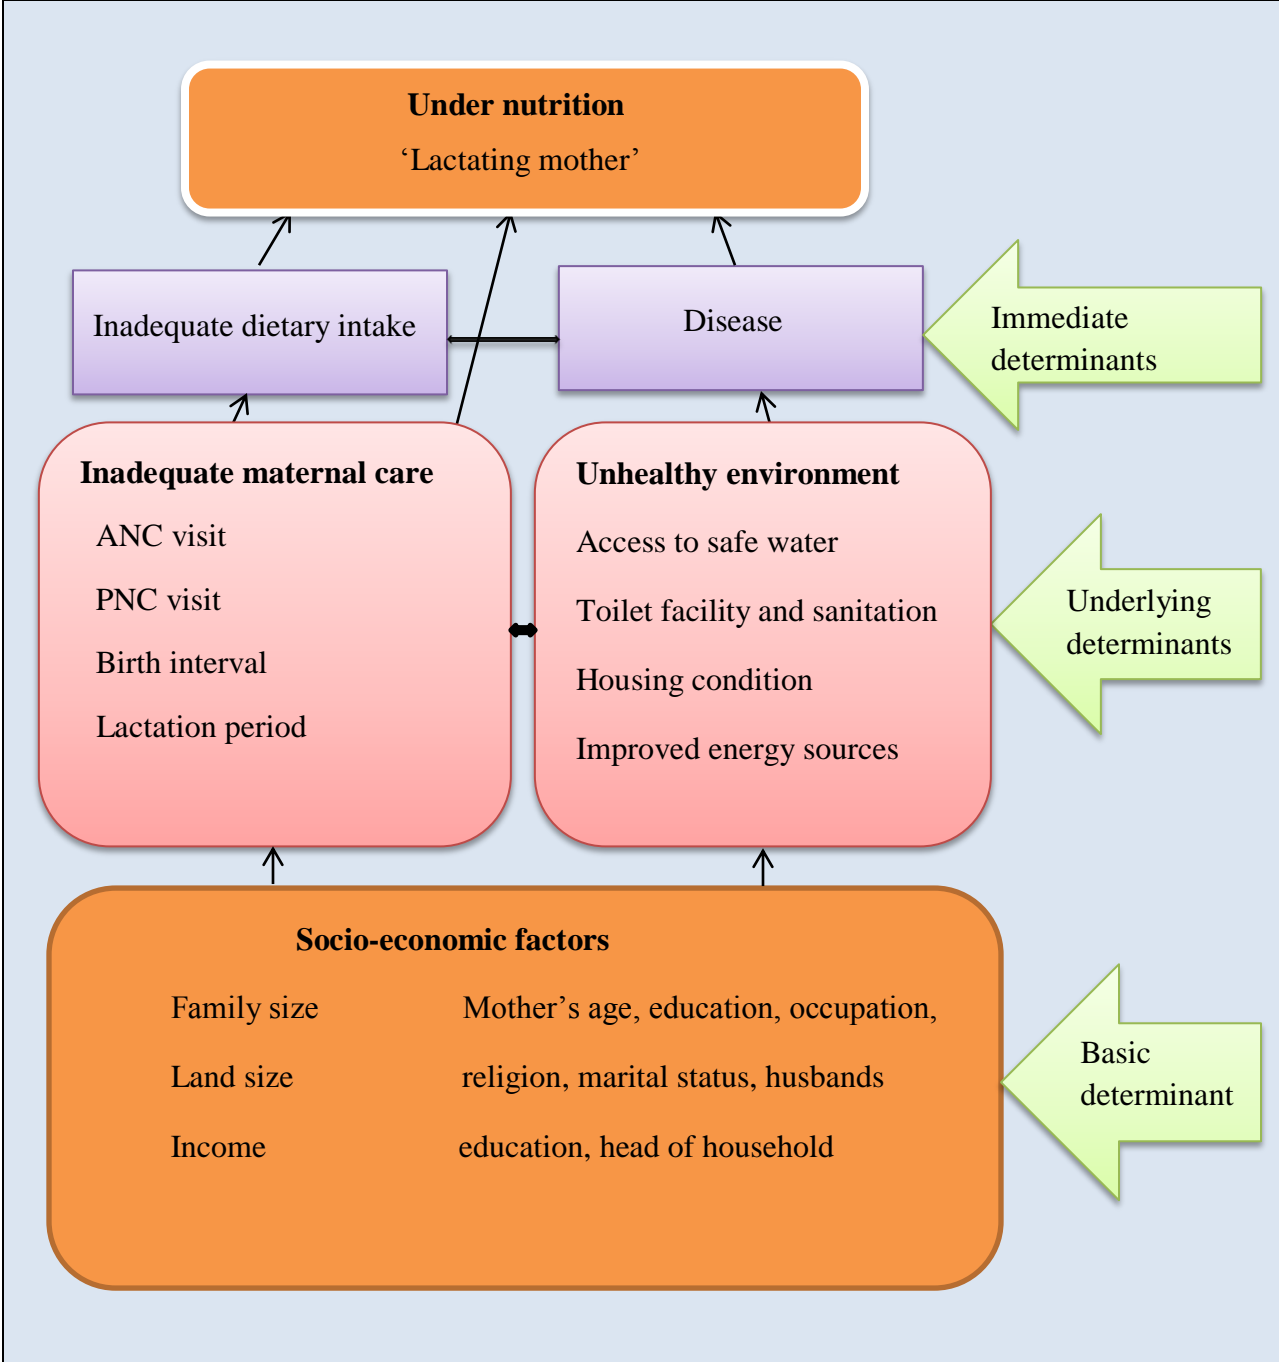 Under nutrition
‘Lactating mother’
Inadequate dietary intake
Disease
Immediate
determinants
Inadequate maternal care
ANC visit
PNC visit
Birth interval
Lactation period
Unhealthy environment
Access to safe water
Toilet facility and sanitation
Housing condition
Improved energy sources
Underlying
determinants
Socio-economic factors
Family size Mother’s age, education, occupation,
Land size religion, marital status, husbands
Income education, head of household
Basic
determinant